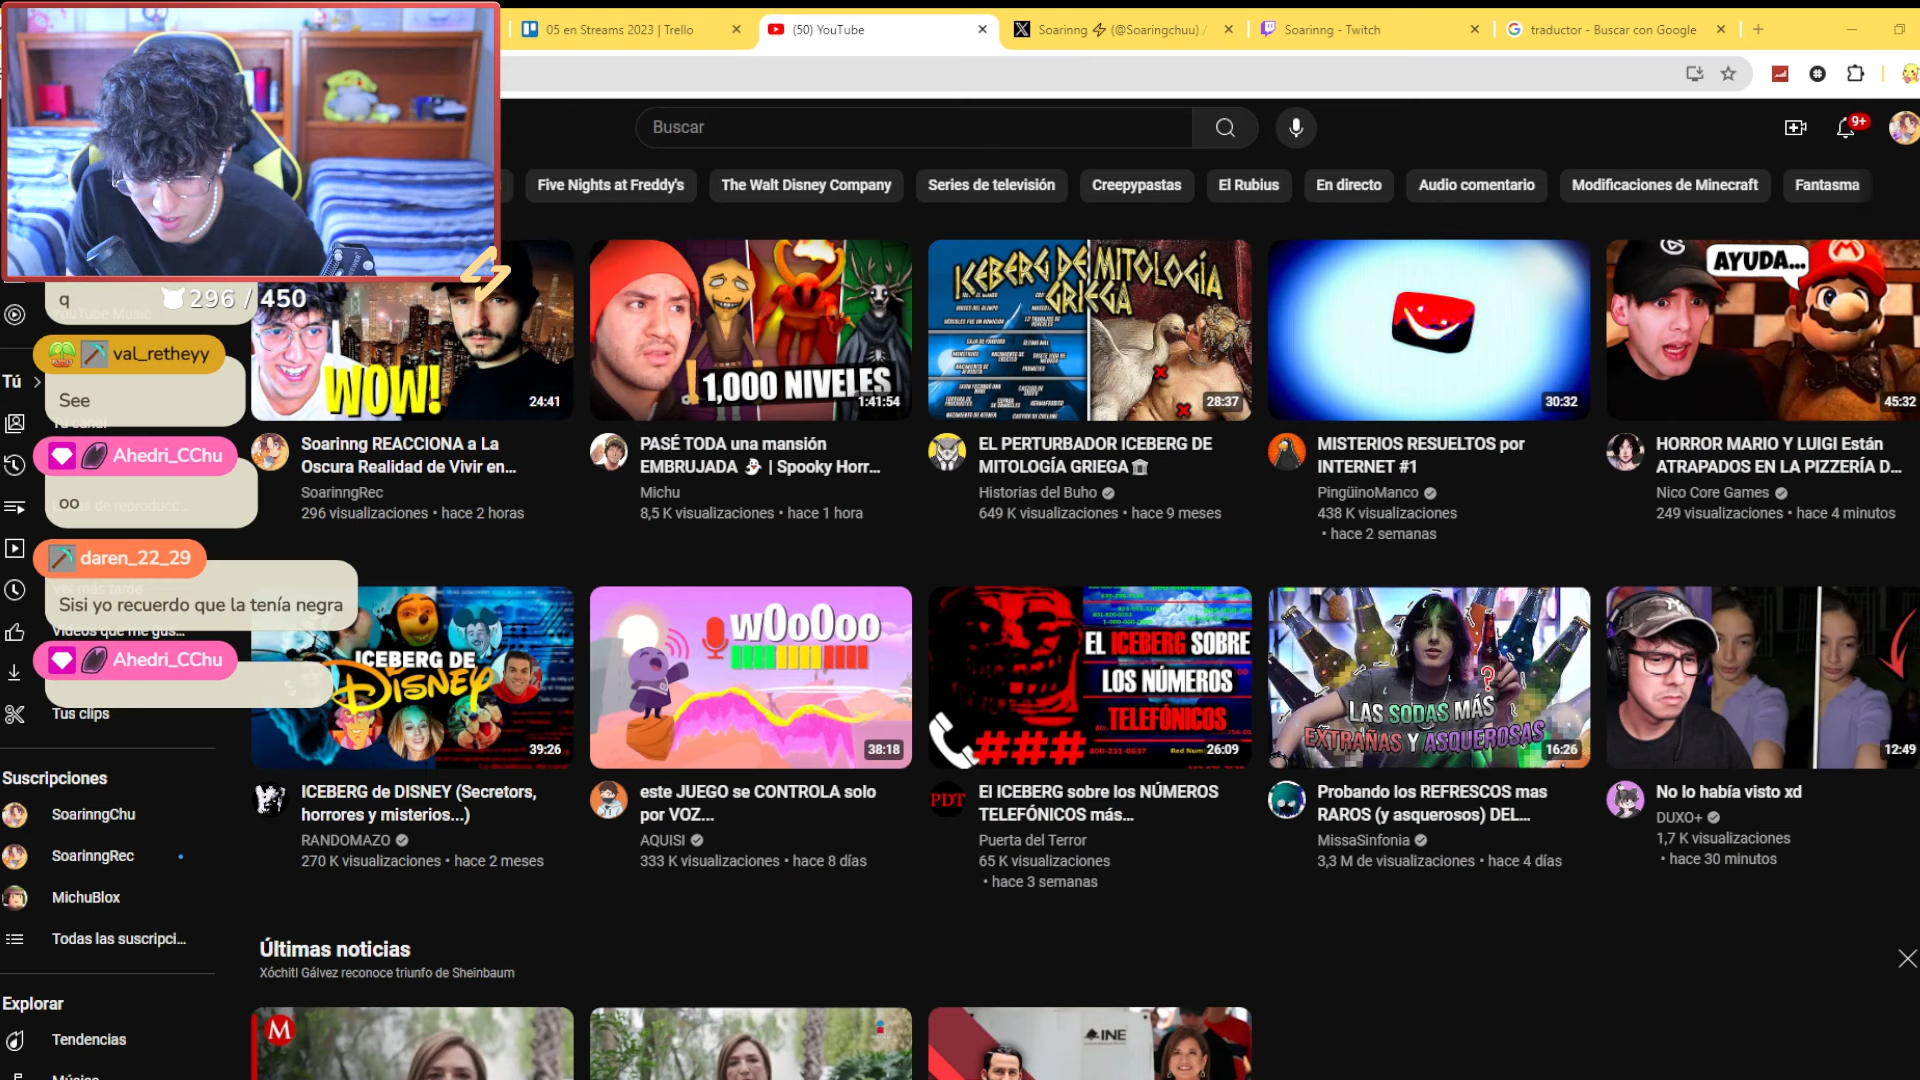 05 en Streams 2023 | Trello
(50) YouTube
Soarinng ⚡ (@Soaringchuu) /
Soarinng - Twitch
traductor - Buscar con Google
Buscar
9+
Five Nights at Freddy's
The Walt Disney Company
Series de televisión
Creepypastas
El Rubius
En directo
Audio comentario
Modificaciones de Minecraft
Fantasma
296 / 450
q
YouTube Music
val_retheyy
See
Tú
Tu canal
Ahedri_CChu
oo
daren_22_29
Sisi yo recuerdo que la tenía negra
Ver más tarde
Vídeos que me gus...
Ahedri_CChu
Tus clips
Suscripciones
SoarinngChu
SoarinngRec
MichuBlox
Todas las suscripci...
Explorar
Tendencias
Música
WOW!
24:41
Soarinng REACCIONA a La
Oscura Realidad de Vivir en...
SoarinngRec
296 visualizaciones • hace 2 horas
¡1,000 NIVELES
1:41:54
PASÉ TODA una mansión
EMBRUJADA 👻 | Spooky Horr...
Michu
8,5 K visualizaciones • hace 1 hora
ICEBERG DE MITOLOGÍA
GRIEGA
28:37
EL PERTURBADOR ICEBERG DE
MITOLOGÍA GRIEGA🏛️
Historias del Buho
649 K visualizaciones • hace 9 meses
30:32
MISTERIOS RESUELTOS por
INTERNET #1
PingüinoManco
438 K visualizaciones
• hace 2 semanas
AYUDA...
45:32
HORROR MARIO Y LUIGI Están
ATRAPADOS EN LA PIZZERÍA D...
Nico Core Games
249 visualizaciones • hace 4 minutos
ICEBERG DE
DISNEY
39:26
ICEBERG de DISNEY (Secretors,
horrores y misterios...)
RANDOMAZO
270 K visualizaciones • hace 2 meses
wOoOoo
38:18
este JUEGO se CONTROLA solo
por VOZ...
AQUISI
333 K visualizaciones • hace 8 días
EL ICEBERG SOBRE
LOS NÚMEROS
TELEFÓNICOS
###
800-231-0637
26:09
PDT
El ICEBERG sobre los NÚMEROS
TELEFÓNICOS más...
Puerta del Terror
65 K visualizaciones
• hace 3 semanas
?
LAS SODAS MÁS
EXTRAÑAS Y ASQUEROSAS
16:26
Probando los REFRESCOS mas
RAROS (y asquerosos) DEL...
MissaSinfonia
3,3 M de visualizaciones • hace 4 días
12:49
No lo había visto xd
DUXO+
1,7 K visualizaciones
• hace 30 minutos
Últimas noticias
Xóchitl Gálvez reconoce triunfo de Sheinbaum
M
INE